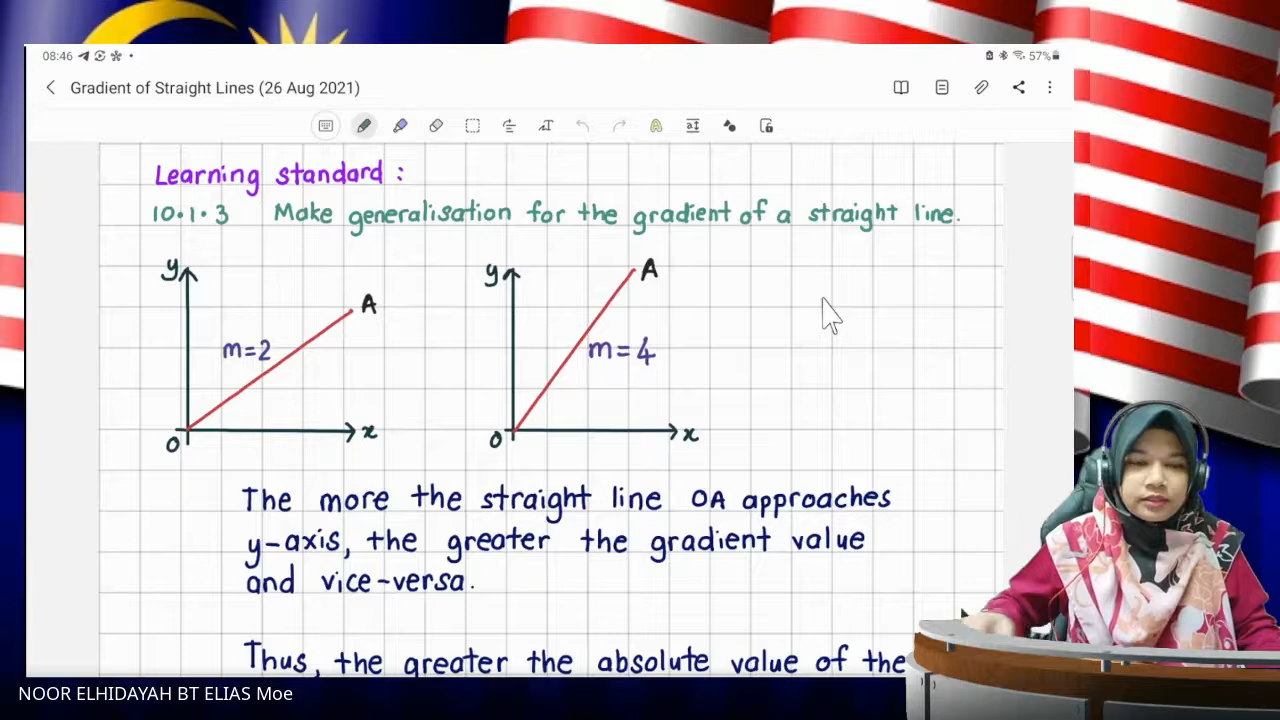 08:46
57%
Gradient of Straight Lines (26 Aug 2021)
Learning standard :
10.1.3 Make generalisation for the gradient of a straight line.
y
A
m=2
O
x
y
A
m=4
O
x
The more the straight line OA approaches
y-axis, the greater the gradient value
and vice-versa.
Thus, the greater the absolute value of the
NOOR ELHIDAYAH BT ELIAS Moe